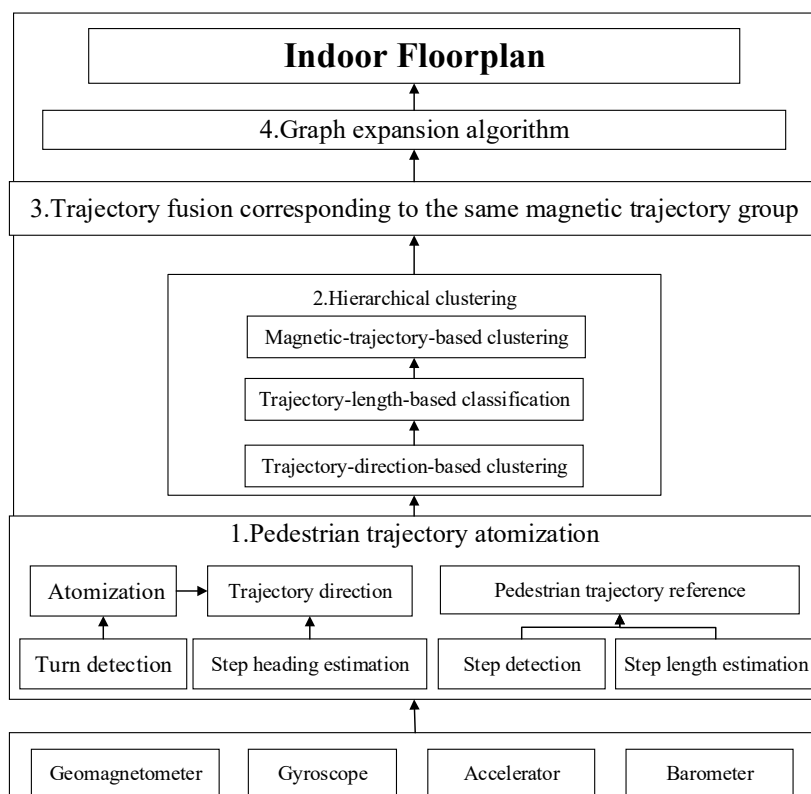 Indoor Floorplan
4.Graph expansion algorithm
3.Trajectory fusion corresponding to the same magnetic trajectory group
2.Hierarchical clustering
Magnetic-trajectory-based clustering
Trajectory-length-based classification
Trajectory-direction-based clustering
1.Pedestrian trajectory atomization
Atomization
Trajectory direction
Pedestrian trajectory reference
Turn detection
Step heading estimation
Step detection
Step length estimation
Geomagnetometer
Gyroscope
Accelerator
Barometer